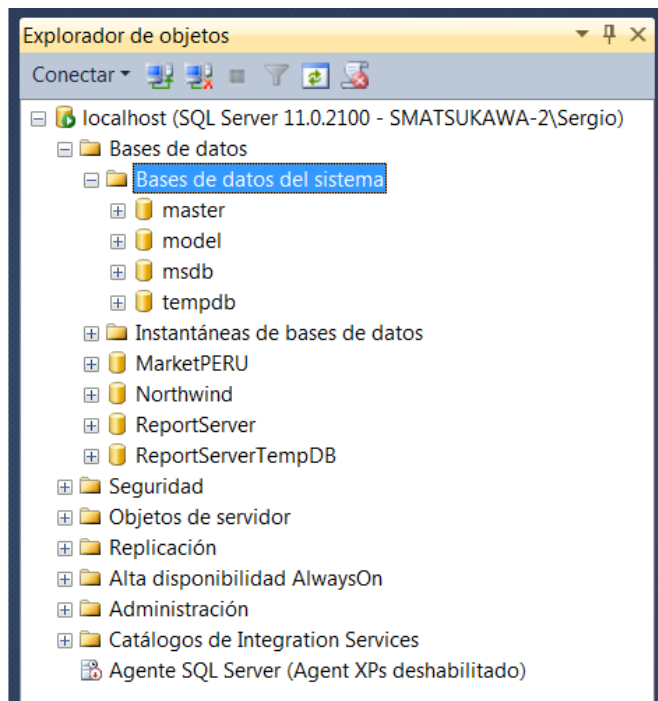 Explorador de objetos
Conectar
localhost (SQL Server 11.0.2100 - SMATSUKAWA-2\Sergio)
Bases de datos
Bases de datos del sistema
master
model
msdb
tempdb
Instantáneas de bases de datos
MarketPERU
Northwind
ReportServer
ReportServerTempDB
Seguridad
Objetos de servidor
Replicación
Alta disponibilidad AlwaysOn
Administración
Catálogos de Integration Services
Agente SQL Server (Agent XPs deshabilitado)